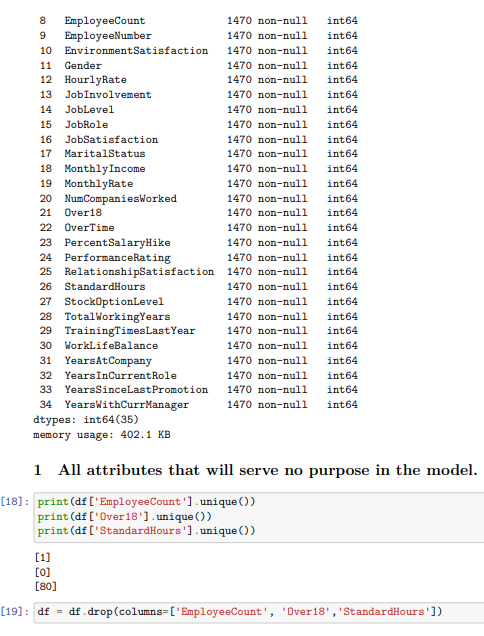 8 EmployeeCount 1470 non-null int64
9 EmployeeNumber 1470 non-null int64
10 EnvironmentSatisfaction 1470 non-null int64
11 Gender 1470 non-null int64
12 HourlyRate 1470 non-null int64
13 JobInvolvement 1470 non-null int64
14 JobLevel 1470 non-null int64
15 JobRole 1470 non-null int64
16 JobSatisfaction 1470 non-null int64
17 MaritalStatus 1470 non-null int64
18 MonthlyIncome 1470 non-null int64
19 MonthlyRate 1470 non-null int64
20 NumCompaniesWorked 1470 non-null int64
21 Over18 1470 non-null int64
22 OverTime 1470 non-null int64
23 PercentSalaryHike 1470 non-null int64
24 PerformanceRating 1470 non-null int64
25 RelationshipSatisfaction 1470 non-null int64
26 StandardHours 1470 non-null int64
27 StockOptionLevel 1470 non-null int64
28 TotalWorkingYears 1470 non-null int64
29 TrainingTimesLastYear 1470 non-null int64
30 WorkLifeBalance 1470 non-null int64
31 YearsAtCompany 1470 non-null int64
32 YearsInCurrentRole 1470 non-null int64
33 YearsSinceLastPromotion 1470 non-null int64
34 YearsWithCurrManager 1470 non-null int64
dtypes: int64(35)
memory usage: 402.1 KB
1 All attributes that will serve no purpose in the model.
[18]: print(df['EmployeeCount'].unique())
print(df['Over18'].unique())
print(df['StandardHours'].unique())
[1]
[0]
[80]
[19]: df = df.drop(columns=['EmployeeCount', 'Over18','StandardHours'])